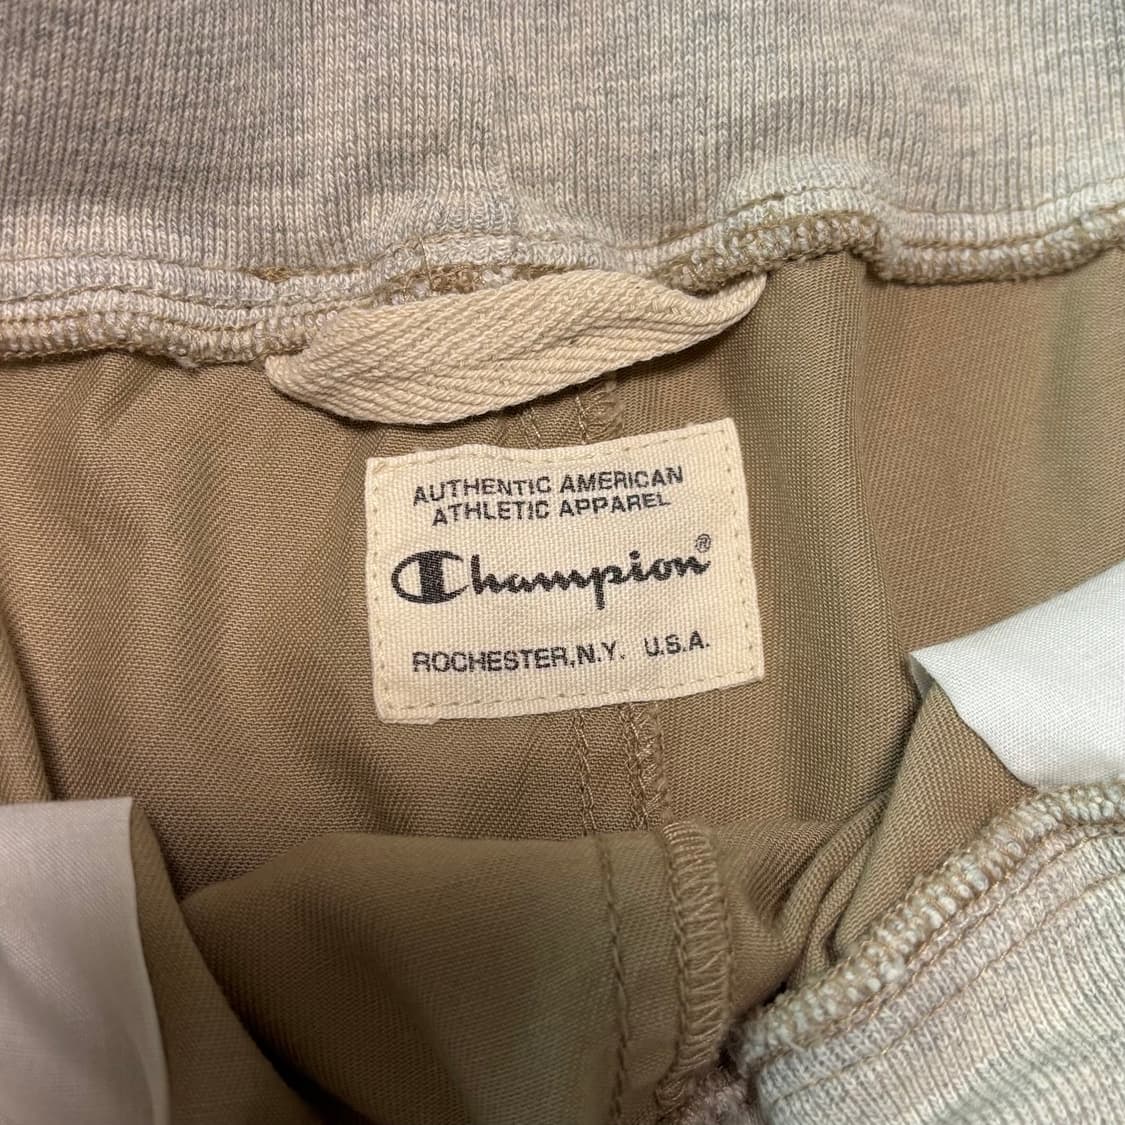 AUTHENTIC AMERICAN
ATHLETIC APPAREL
Champion®
ROCHESTER,N.Y. U.S.A.